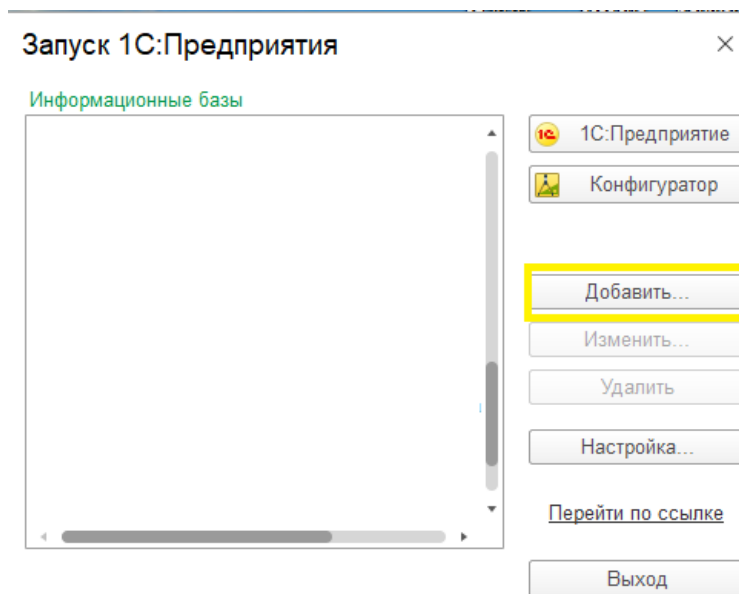 Запуск 1С:Предприятия
Информационные базы
1С:Предприятие
Конфигуратор
Добавить...
Изменить...
Удалить
Настройка...
Перейти по ссылке
Выход